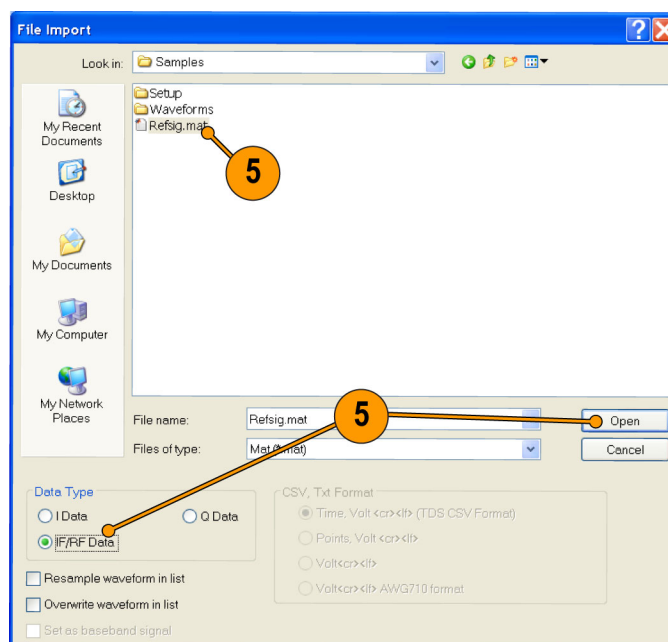 File Import
Look in:
Samples
Setup
Waveforms
Refsig.mat
5
My Recent
Documents
Desktop
My Documents
My Computer
My Network
Places
File name:
Refsig.mat
5
Open
Files of type:
Mat (*.mat)
Cancel
Data Type
I Data
Q Data
IF/RF Data
CSV, Txt Format
Time, Volt <cr><lf> (TDS CSV Format)
Points, Volt <cr><lf>
Volt<cr><lf>
Volt<cr><lf> AWG710 format
Resample waveform in list
Overwrite waveform in list
Set as baseband signal